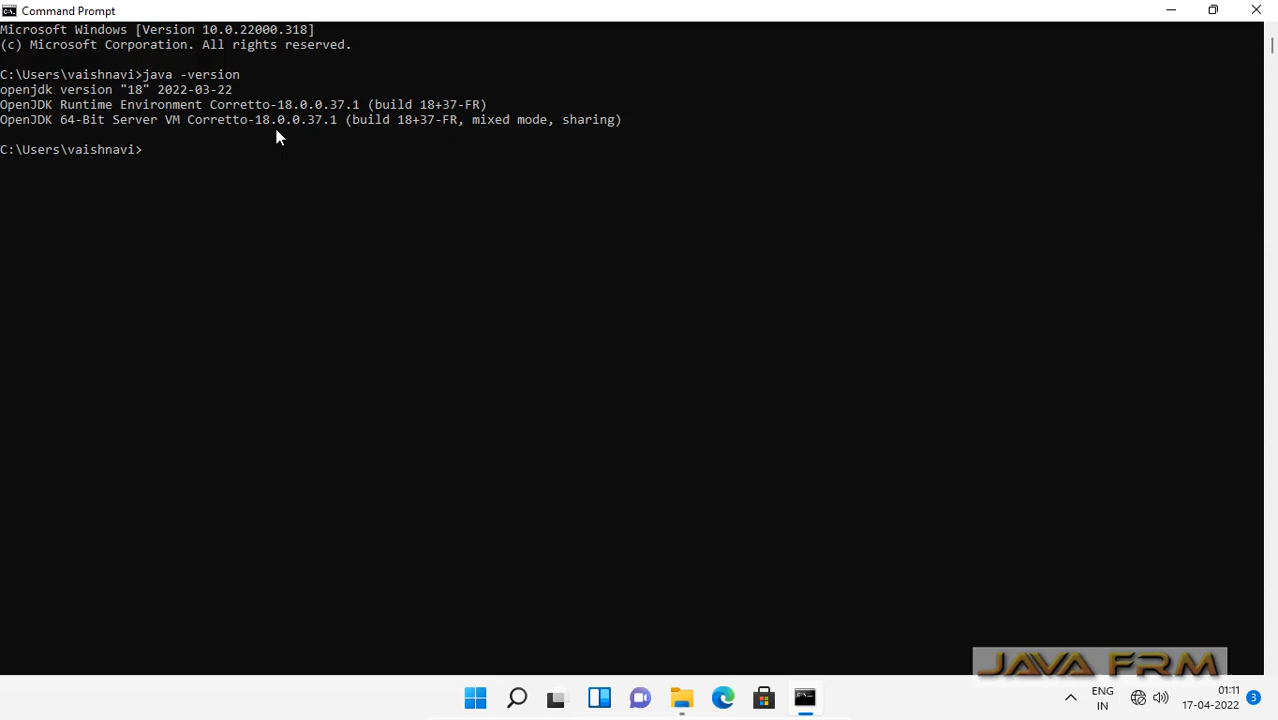 Command Prompt
Microsoft Windows [Version 10.0.22000.318]
(c) Microsoft Corporation. All rights reserved.
C:\Users\vaishnavi>java -version
openjdk version "18" 2022-03-22
OpenJDK Runtime Environment Corretto-18.0.0.37.1 (build 18+37-FR)
OpenJDK 64-Bit Server VM Corretto-18.0.0.37.1 (build 18+37-FR, mixed mode, sharing)
C:\Users\vaishnavi>
JAVA FRM
ENG
IN
01:11
17-04-2022
3